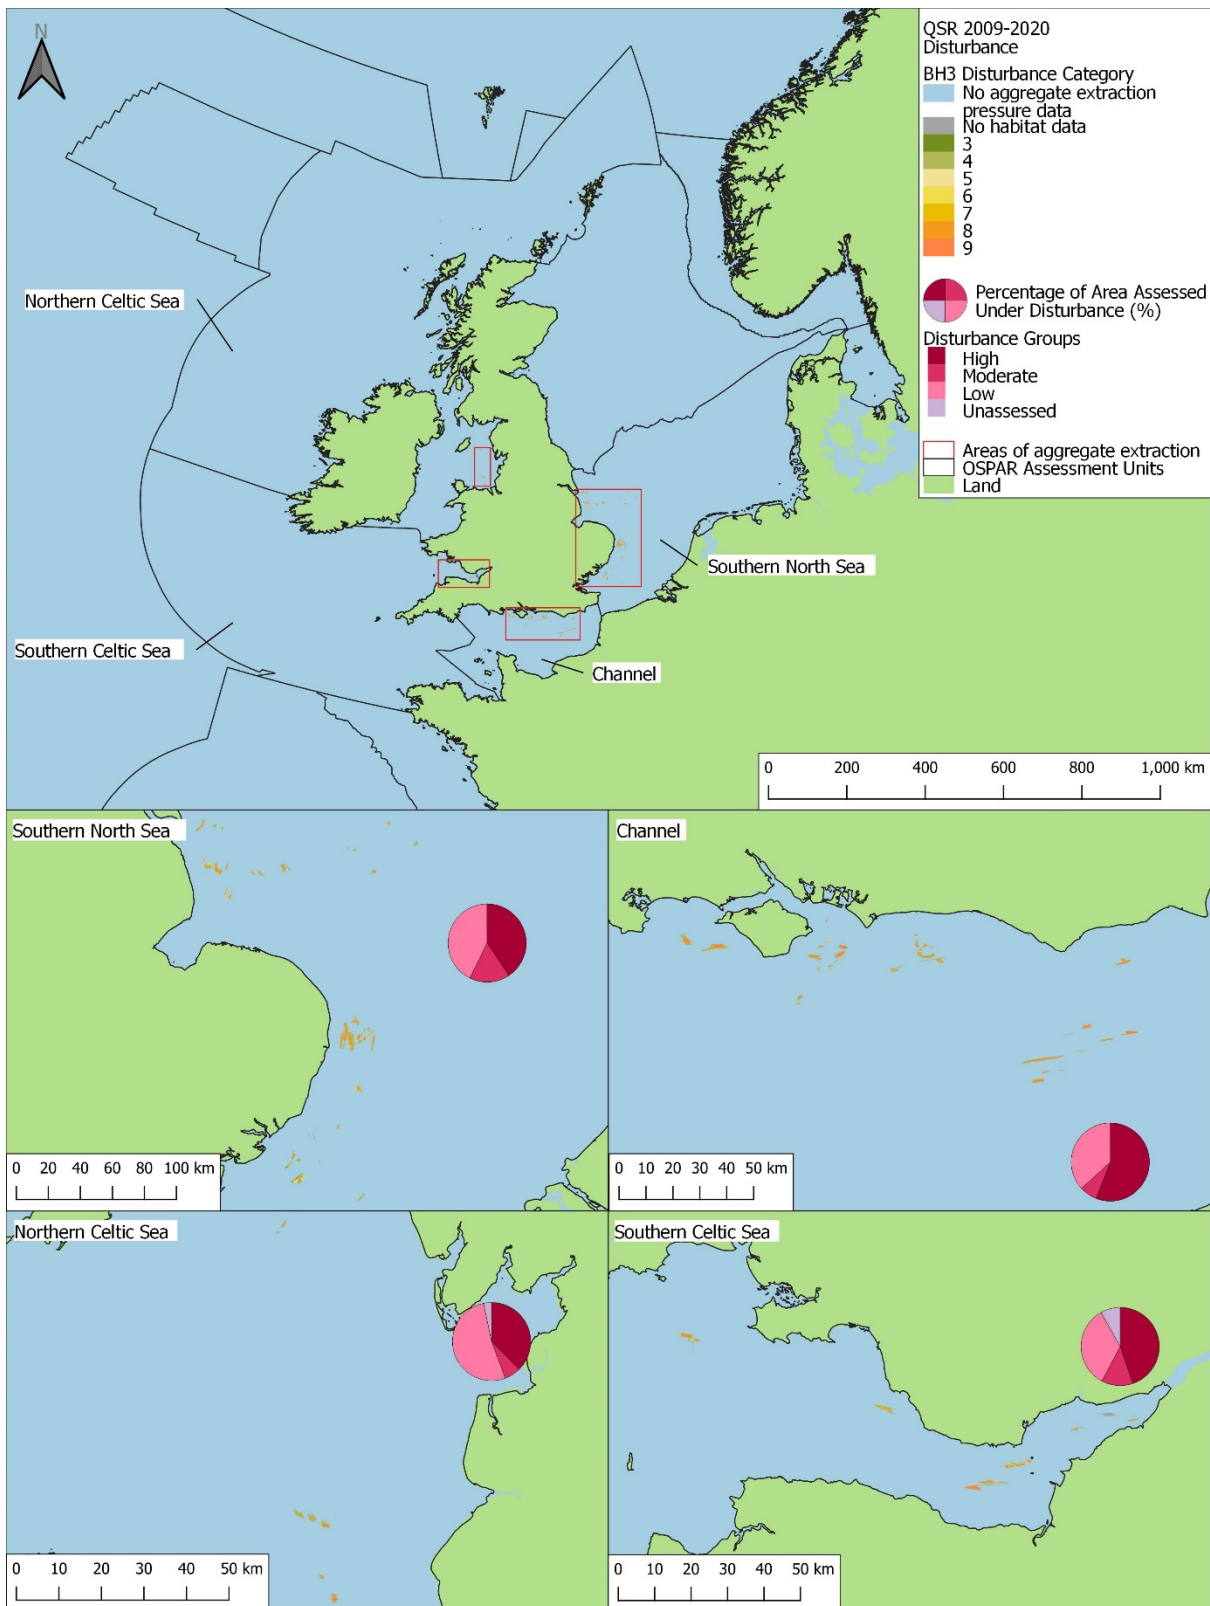 N
QSR 2009-2020
Disturbance
BH3 Disturbance Category
No aggregate extraction
pressure data
No habitat data
3
4
5
6
7
8
9
Percentage of Area Assessed
Under Disturbance (%)
Disturbance Groups
High
Moderate
Low
Unassessed
Areas of aggregate extraction
OSPAR Assessment Units
Land
Northern Celtic Sea
Southern North Sea
Southern Celtic Sea
Channel
0 200 400 600 800 1,000 km
Southern North Sea
0 20 40 60 80 100 km
Channel
0 10 20 30 40 50 km
Northern Celtic Sea
0 10 20 30 40 50 km
Southern Celtic Sea
0 10 20 30 40 50 km